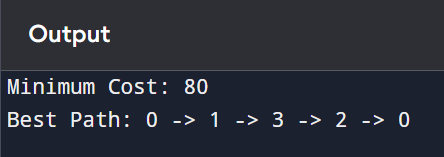 Output
Minimum Cost: 80
Best Path: 0 -> 1 -> 3 -> 2 -> 0